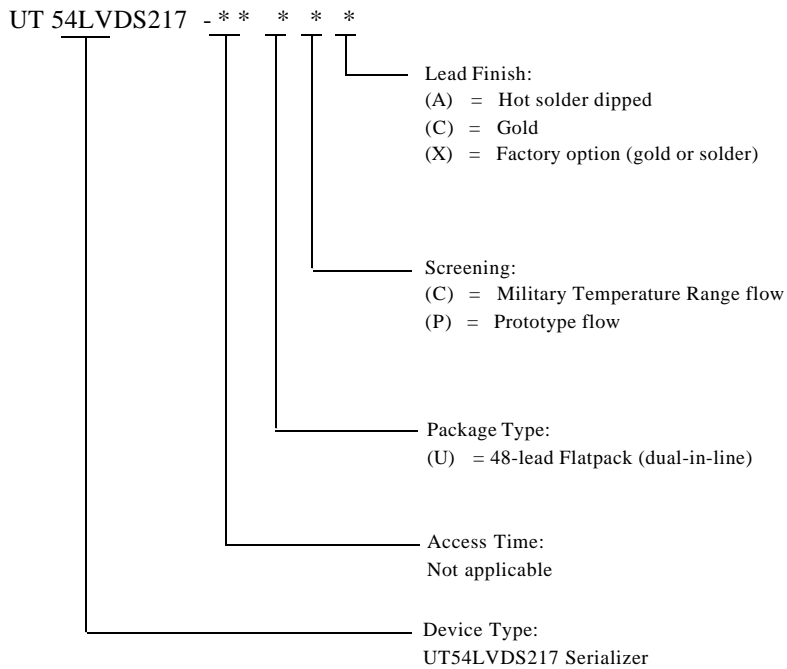 UT 54LVDS217 - * * * * *
Lead Finish:
(A) = Hot solder dipped
(C) = Gold
(X) = Factory option (gold or solder)
Screening:
(C) = Military Temperature Range flow
(P) = Prototype flow
Package Type:
(U) = 48-lead Flatpack (dual-in-line)
Access Time:
Not applicable
Device Type:
UT54LVDS217 Serializer